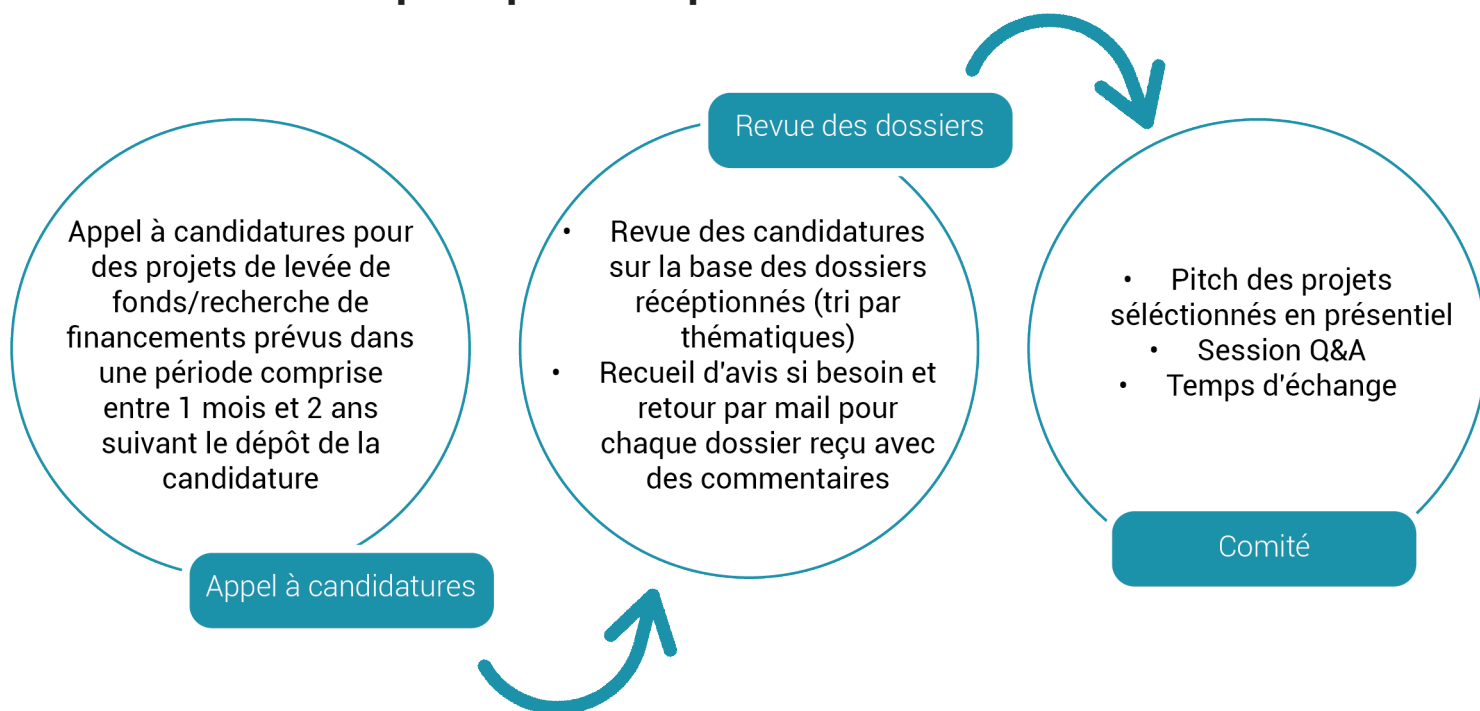 Appel à candidatures pour
des projets de levée de
fonds/recherche de
financements prévus dans
une période comprise
entre 1 mois et 2 ans
suivant le dépôt de la
candidature
Appel à candidatures
Revue des dossiers
• Revue des candidatures
sur la base des dossiers
récéptionnés (tri par
thématiques)
• Recueil d'avis si besoin et
retour par mail pour
chaque dossier reçu avec
des commentaires
• Pitch des projets
séléctionnés en présentiel
• Session Q&A
• Temps d'échange
Comité